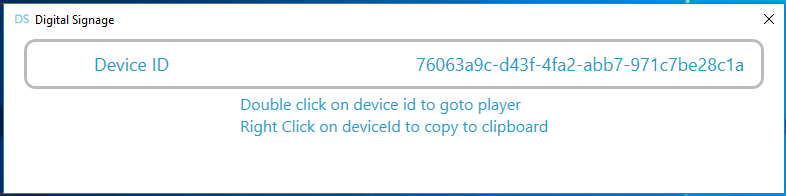 DS Digital Signage
Device ID 76063a9c-d43f-4fa2-abb7-971c7be28c1a
Double click on device id to goto player
Right Click on deviceId to copy to clipboard